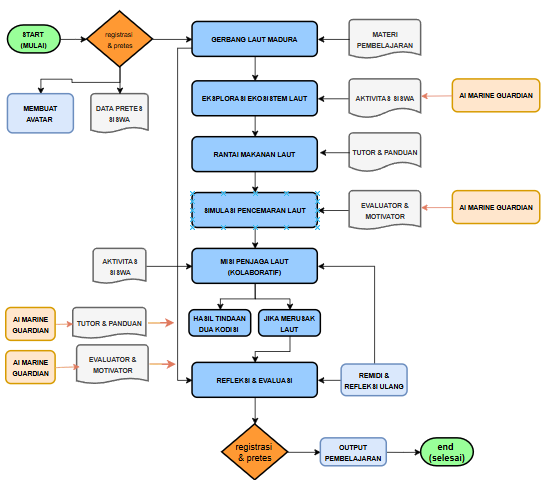 START
(MULAI)
registrasi
& pretes
GERBANG LAUT MADURA
MATERI
PEMBELAJARAN
MEMBUAT
AVATAR
DATA PRETES
SISWA
EKSPLORASI EKOSISTEM LAUT
AKTIVITAS SISWA
AI MARINE GUARDIAN
RANTAI MAKANAN LAUT
TUTOR & PANDUAN
SIMULASI PENCEMARAN LAUT
EVALUATOR &
MOTIVATOR
AI MARINE GUARDIAN
AKTIVITAS
SISWA
MISI PENJAGA LAUT
(KOLABORATIF)
AI MARINE
GUARDIAN
TUTOR & PANDUAN
HASIL TINDAAN
DUA KODISI
JIKA MERUSAK
LAUT
AI MARINE
GUARDIAN
EVALUATOR &
MOTIVATOR
REFLEKSI & EVALUASI
REMIDI &
REFLEKSI ULANG
registrasi
& pretes
OUTPUT
PEMBELAJARAN
end
(selesai)